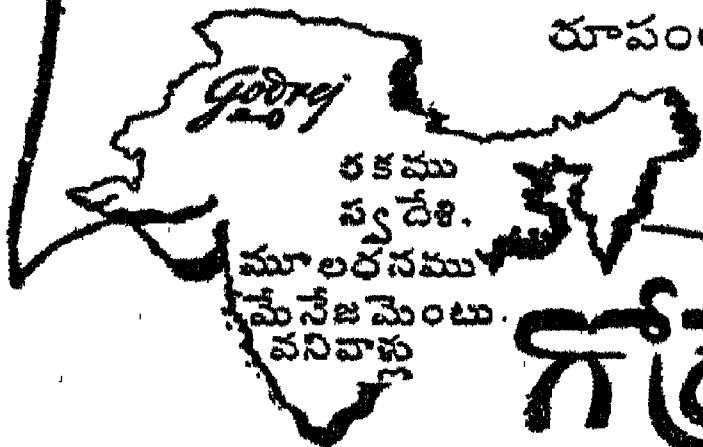 రూపం
Godrej
రకము
స్వదేశి.
మూలధనము
మేనేజమెంటు.
పనివాళ్లు